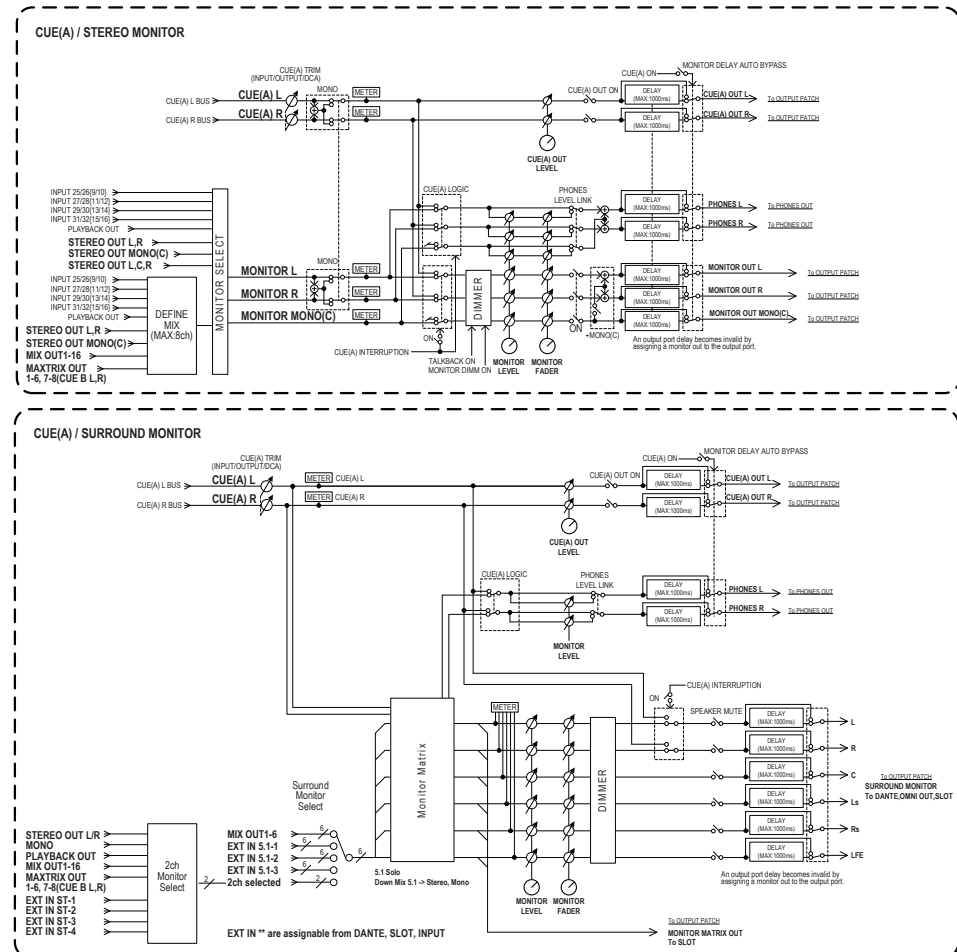 CUE(A) / STEREO MONITOR
CUE(A) TRIM
(INPUT/OUTPUT/DCA)
MONO
METER
METER
CUE(A) L BUS
CUE(A) L
CUE(A) R BUS
CUE(A) R
CUE(A) ON
MONITOR DELAY AUTO BYPASS
CUE(A) OUT ON
DELAY
(MAX:1000ms)
CUE(A) OUT L
To OUTPUT PATCH
DELAY
(MAX:1000ms)
CUE(A) OUT R
To OUTPUT PATCH
CUE(A) OUT
LEVEL
CUE(A) LOGIC
PHONES
LEVEL LINK
DELAY
(MAX:1000ms)
PHONES L
To PHONES OUT
DELAY
(MAX:1000ms)
PHONES R
To PHONES OUT
INPUT 25/26(9/10)
INPUT 27/28(11/12)
INPUT 29/30(13/14)
INPUT 31/32(15/16)
PLAYBACK OUT
STEREO OUT L,R
STEREO OUT MONO(C)
STEREO OUT L,C,R
INPUT 25/26(9/10)
INPUT 27/28(11/12)
INPUT 29/30(13/14)
INPUT 31/32(15/16)
PLAYBACK OUT
STEREO OUT L,R
STEREO OUT MONO(C)
MIX OUT1-16
MAXTRIX OUT
1-6, 7-8(CUE B L,R)
DEFINE
MIX
(MAX:8ch)
MONITOR SELECT
MONO
MONITOR L
MONITOR R
MONITOR MONO(C)
METER
METER
METER
ON
CUE(A) INTERRUPTION
DIMMER
TALKBACK ON
MONITOR DIMM ON
MONITOR
LEVEL
MONITOR
FADER
ON
+MONO(C)
DELAY
(MAX:1000ms)
MONITOR OUT L
To OUTPUT PATCH
DELAY
(MAX:1000ms)
MONITOR OUT R
To OUTPUT PATCH
DELAY
(MAX:1000ms)
MONITOR OUT MONO(C)
To OUTPUT PATCH
An output port delay becomes invalid by
assigning a monitor out to the output port.
CUE(A) / SURROUND MONITOR
CUE(A) TRIM
(INPUT/OUTPUT/DCA)
CUE(A) L BUS
CUE(A) L
METER
CUE(A) L
CUE(A) R BUS
CUE(A) R
METER
CUE(A) R
CUE(A) ON
MONITOR DELAY AUTO BYPASS
CUE(A) OUT ON
DELAY
(MAX:1000ms)
CUE(A) OUT L
To OUTPUT PATCH
DELAY
(MAX:1000ms)
CUE(A) OUT R
To OUTPUT PATCH
CUE(A) OUT
LEVEL
CUE(A) LOGIC
PHONES
LEVEL LINK
DELAY
(MAX:1000ms)
PHONES L
To PHONES OUT
DELAY
(MAX:1000ms)
PHONES R
To PHONES OUT
MONITOR
LEVEL
CUE(A) INTERRUPTION
ON
METER
SPEAKER MUTE
Monitor Matrix
DIMMER
DELAY
(MAX:1000ms)
L
DELAY
(MAX:1000ms)
R
DELAY
(MAX:1000ms)
C
DELAY
(MAX:1000ms)
Ls
DELAY
(MAX:1000ms)
Rs
DELAY
(MAX:1000ms)
LFE
To OUTPUT PATCH
SURROUND MONITOR
To DANTE,OMNI OUT,SLOT
Surround
Monitor
Select
STEREO OUT L/R
MONO
PLAYBACK OUT
MIX OUT1-16
MAXTRIX OUT
1-6, 7-8(CUE B L,R)
EXT IN ST-1
EXT IN ST-2
EXT IN ST-3
EXT IN ST-4
2ch
Monitor
Select
2
MIX OUT1-6
6
EXT IN 5.1-1
6
EXT IN 5.1-2
6
EXT IN 5.1-3
6
2ch selected
2
6
5.1 Solo
Down Mix 5.1 -> Stereo, Mono
MONITOR
LEVEL
MONITOR
FADER
An output port delay becomes invalid by
assigning a monitor out to the output port.
To OUTPUT PATCH
MONITOR MATRIX OUT
To SLOT
EXT IN ** are assignable from DANTE, SLOT, INPUT